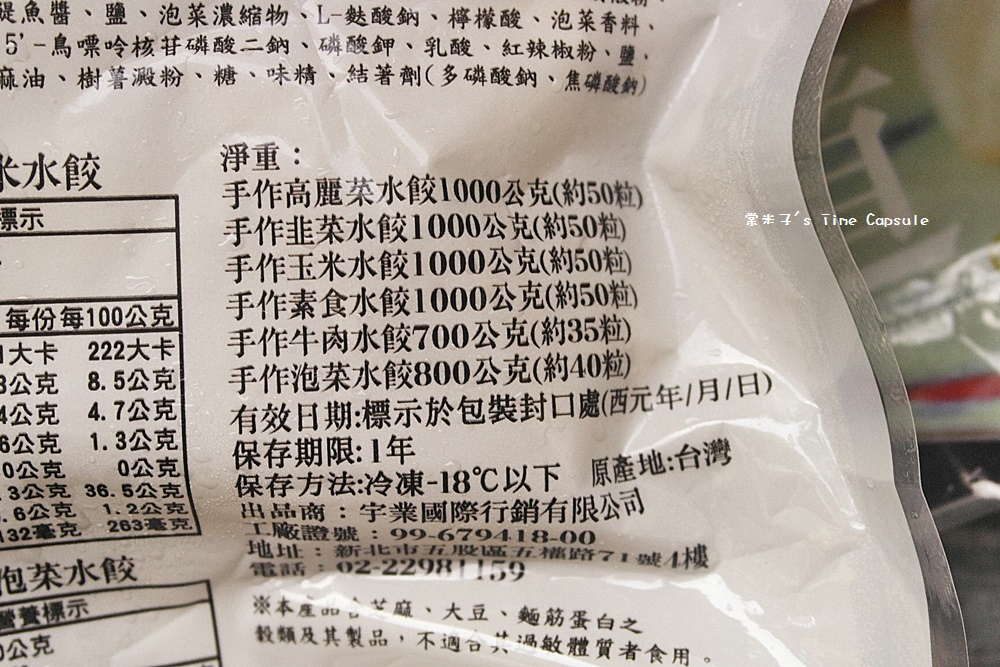 醬、鹽、泡菜濃縮物、L-麩酸鈉、檸檬酸、泡菜香料、
5'-鳥嘌呤核苷磷酸二鈉、磷酸鉀、乳酸、紅辣椒粉、鹽、
麻油、樹薯澱粉、糖、味精、結著劑(多磷酸鈉、焦磷酸鈉)
米水餃
標示
每份 每100公克
大卡 222大卡
公克 8.5公克
公克 4.7公克
公克 1.3公克
0公克 0公克
.3公克 36.5公克
.6公克 1.2公克
132毫克 263毫克
泡菜水餃
營養標示
公克
淨重：
手作高麗菜水餃1000公克(約50粒)
手作韭菜水餃1000公克(約50粒)
手作玉米水餃1000公克(約50粒)
手作素食水餃1000公克(約50粒)
手作牛肉水餃700公克(約35粒)
手作泡菜水餃800公克(約40粒)
有效日期:標示於包裝封口處(西元年/月/日)
保存期限:1年
保存方法:冷凍-18℃以下 原產地:台灣
出品商：宇業國際行銷有限公司
工廠證號：99-679418-00
地址：新北市五股區五權路71號4樓
電話：02-22981159
※本產品含芝麻、大豆、麵筋蛋白之
穀類及其製品，不適合其過敏體質者食用。
棠米子's Time Capsule